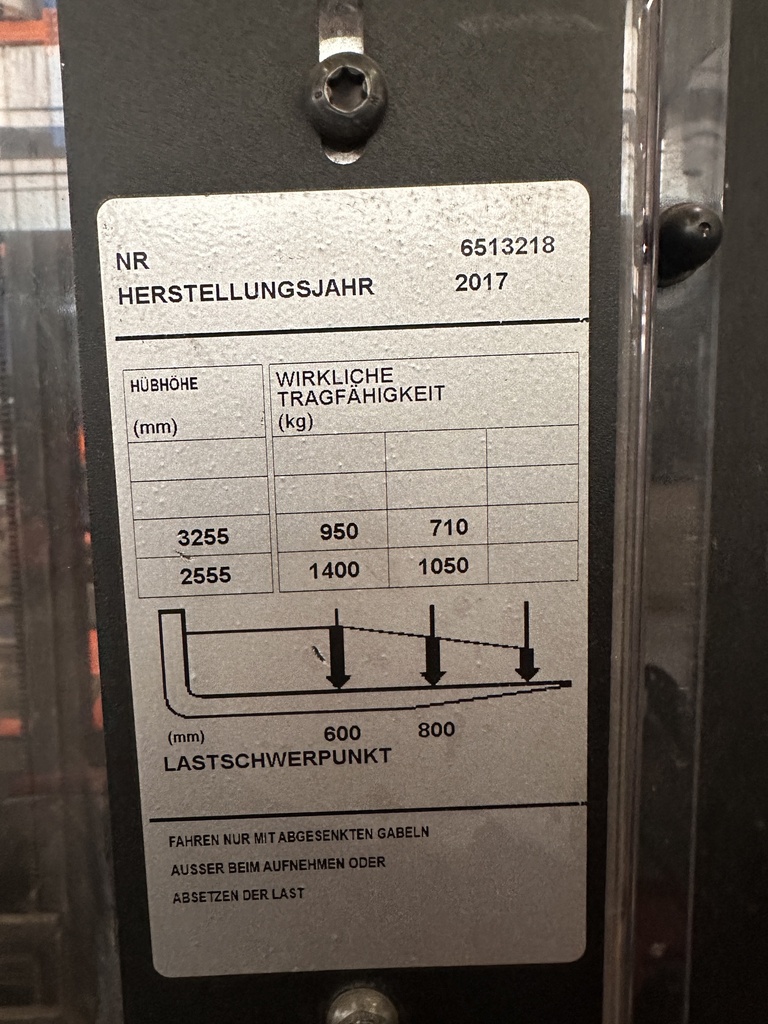 NR 6513218
HERSTELLUNGSJAHR 2017
HÜBHÖHE
(mm)
WIRKLICHE
TRAGFÄHIGKEIT
(kg)
3255 950 710
2555 1400 1050
(mm) 600 800
LASTSCHWERPUNKT
FAHREN NUR MIT ABGESENKTEN GABELN
AUSSER BEIM AUFNEHMEN ODER
ABSETZEN DER LAST